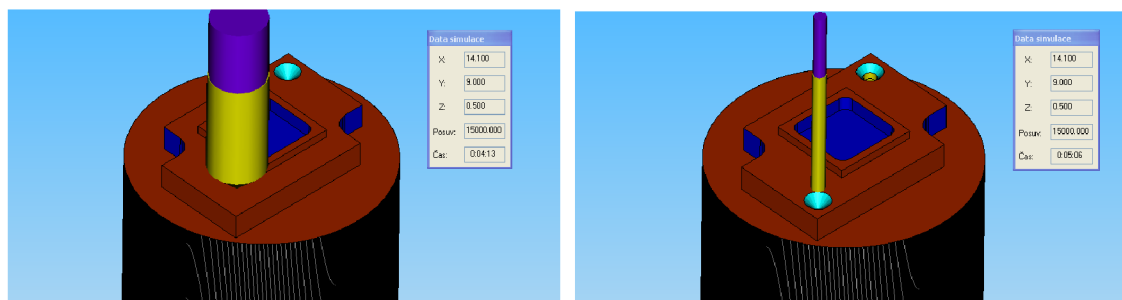 Data simulace
X: 14.100
Y: 9.000
Z: 0.500
Posuv: 15000.000
Čas: 0:04:13
Data simulace
X: 14.100
Y: 9.000
Z: 0.500
Posuv: 15000.000
Čas: 0:05:06